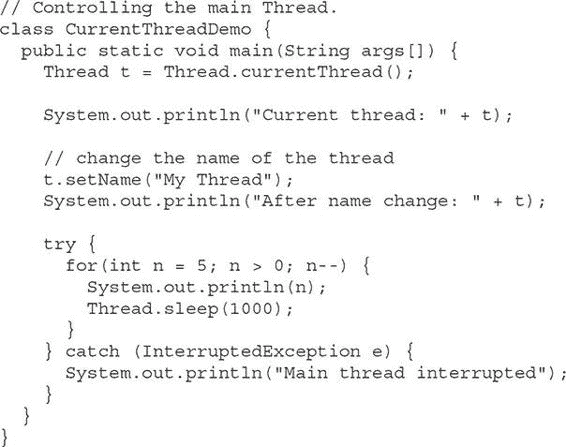 // Controlling the main Thread.
class CurrentThreadDemo {
  public static void main(String args[]) {
    Thread t = Thread.currentThread();

    System.out.println("Current thread: " + t);

    // change the name of the thread
    t.setName("My Thread");
    System.out.println("After name change: " + t);

    try {
      for(int n = 5; n > 0; n--) {
        System.out.println(n);
        Thread.sleep(1000);
      }
    } catch (InterruptedException e) {
      System.out.println("Main thread interrupted");
    }
  }
}